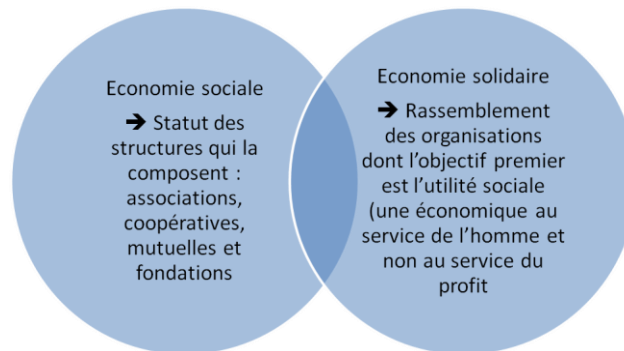 Economie sociale
➔ Statut des
structures qui la
composent :
associations,
coopératives,
mutuelles et
fondations
Economie solidaire
➔ Rassemblement
des organisations
dont l’objectif premier
est l’utilité sociale
(une économique au
service de l’homme et
non au service du
profit